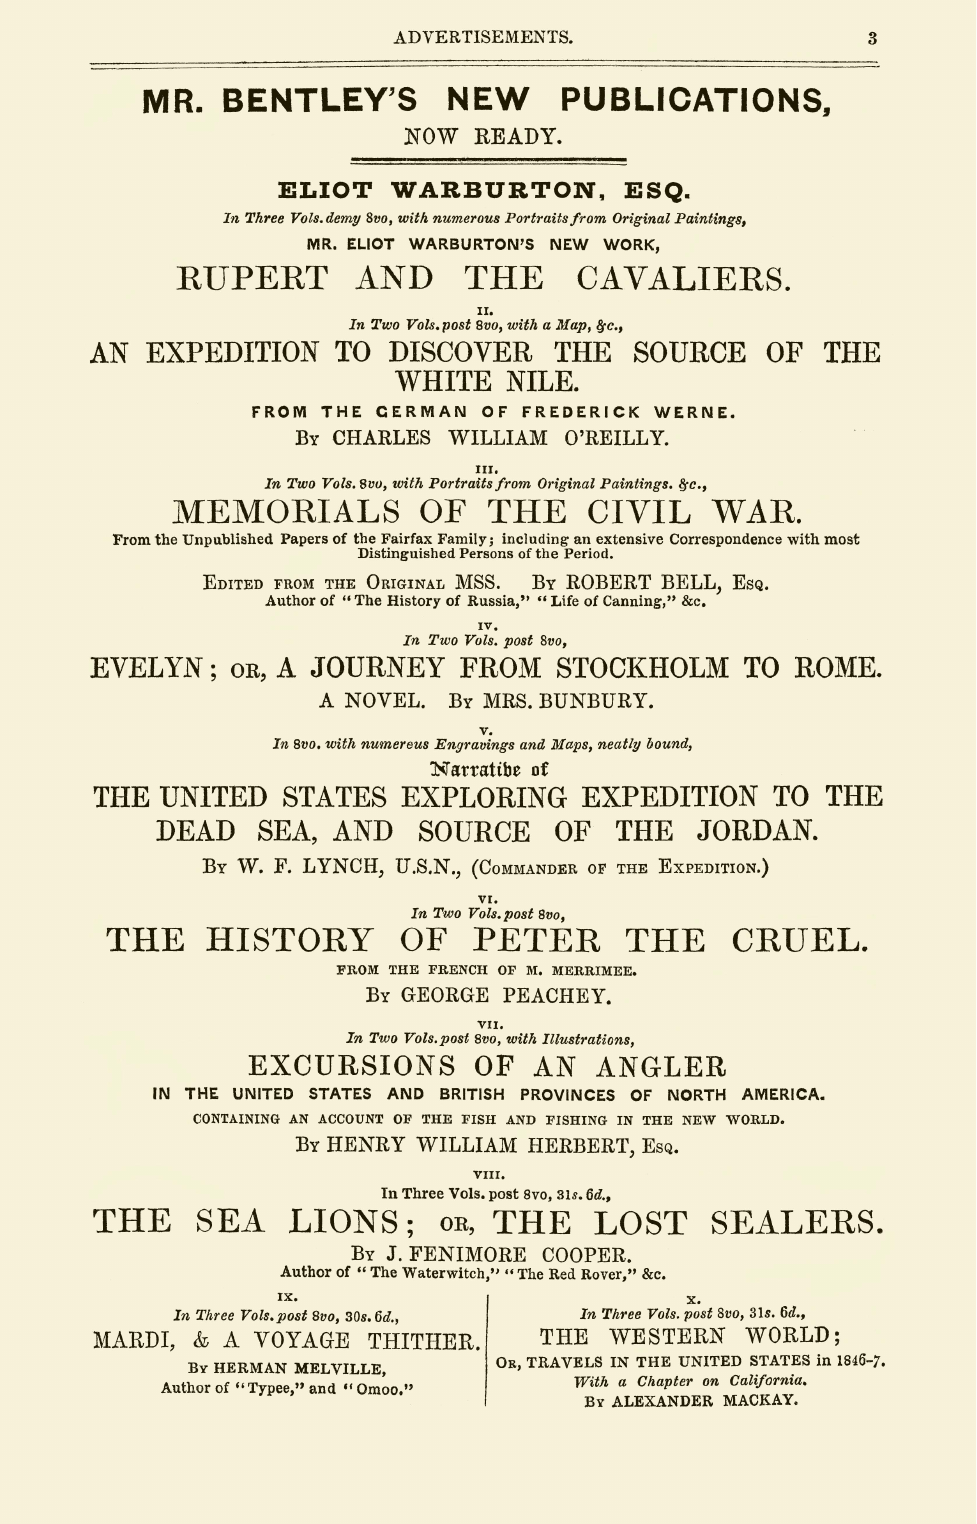 ADVERTISEMENTS. 3
MR. BENTLEY'S NEW PUBLICATIONS,
NOW READY.
ELIOT WARBURTON, ESQ.
In Three Vols. demy 8vo, with numerous Portraits from Original Paintings,
MR. ELIOT WARBURTON'S NEW WORK,
RUPERT AND THE CAVALIERS.
II.
In Two Vols. post 8vo, with a Map, &c.,
AN EXPEDITION TO DISCOVER THE SOURCE OF THE
WHITE NILE.
FROM THE GERMAN OF FREDERICK WERNE.
By CHARLES WILLIAM O'REILLY.
III.
In Two Vols. 8vo, with Portraits from Original Paintings. &c.,
MEMORIALS OF THE CIVIL WAR.
From the Unpublished Papers of the Fairfax Family; including an extensive Correspondence with most
Distinguished Persons of the Period.
Edited from the Original MSS. By ROBERT BELL, Esq.
Author of "The History of Russia," "Life of Canning," &c.
IV.
In Two Vols. post 8vo,
EVELYN; OR, A JOURNEY FROM STOCKHOLM TO ROME.
A NOVEL. By MRS. BUNBURY.
V.
In 8vo. with numereus Engravings and Maps, neatly bound,
Narratibe of
THE UNITED STATES EXPLORING EXPEDITION TO THE
DEAD SEA, AND SOURCE OF THE JORDAN.
By W. F. LYNCH, U.S.N., (Commander of the Expedition.)
VI.
In Two Vols. post 8vo,
THE HISTORY OF PETER THE CRUEL.
FROM THE FRENCH OF M. MERRIMEE.
By GEORGE PEACHEY.
VII.
In Two Vols. post 8vo, with Illustrations,
EXCURSIONS OF AN ANGLER
IN THE UNITED STATES AND BRITISH PROVINCES OF NORTH AMERICA.
CONTAINING AN ACCOUNT OF THE FISH AND FISHING IN THE NEW WORLD.
By HENRY WILLIAM HERBERT, Esq.
VIII.
In Three Vols. post 8vo, 31s. 6d.,
THE SEA LIONS; OR, THE LOST SEALERS.
By J. FENIMORE COOPER.
Author of "The Waterwitch," "The Red Rover," &c.
IX.
In Three Vols. post 8vo, 30s. 6d.,
MARDI, & A VOYAGE THITHER.
By HERMAN MELVILLE,
Author of "Typee," and "Omoo."
X.
In Three Vols. post 8vo, 31s. 6d.,
THE WESTERN WORLD;
Or, TRAVELS IN THE UNITED STATES in 1846-7.
With a Chapter on California.
By ALEXANDER MACKAY.